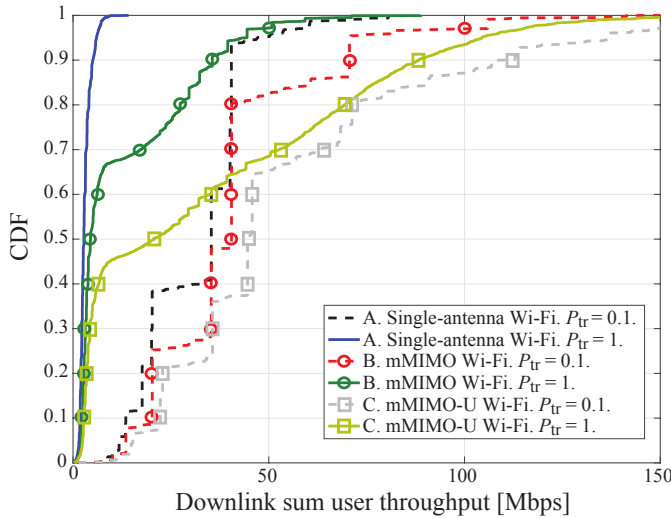 1
0.9
0.8
0.7
0.6
0.5
0.4
0.3
0.2
0.1
0
CDF
A. Single-antenna Wi-Fi. Ptr = 0.1.
A. Single-antenna Wi-Fi. Ptr = 1.
B. mMIMO Wi-Fi. Ptr = 0.1.
B. mMIMO Wi-Fi. Ptr = 1.
C. mMIMO-U Wi-Fi. Ptr = 0.1.
C. mMIMO-U Wi-Fi. Ptr = 1.
0 50 100 150
Downlink sum user throughput [Mbps]